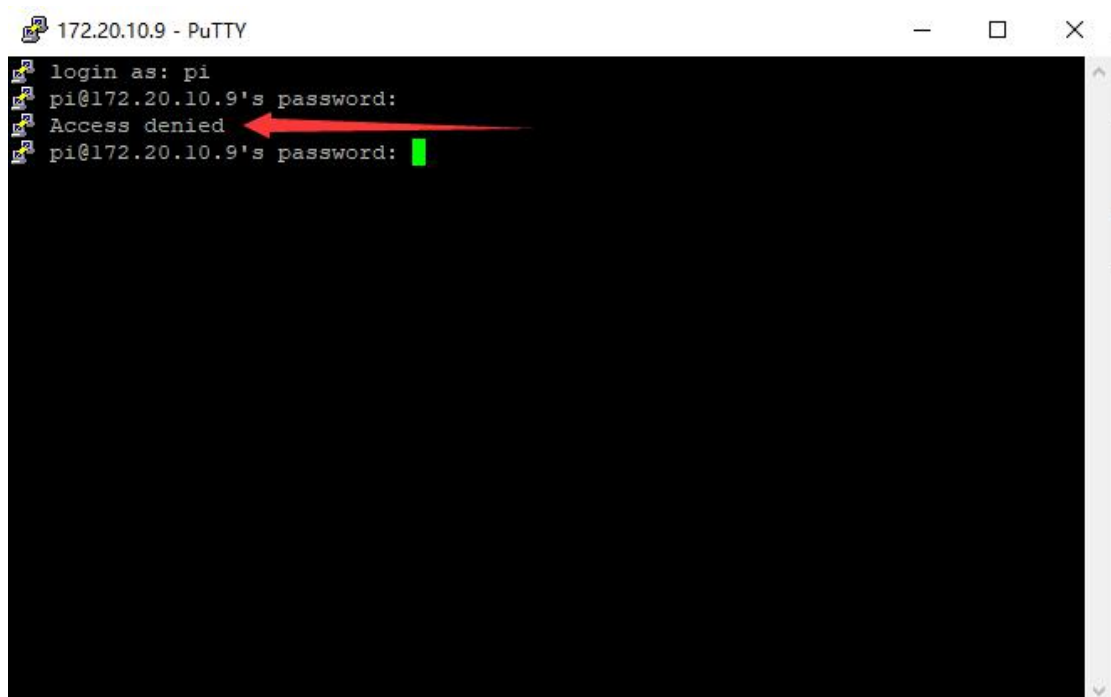 172.20.10.9 - PuTTY
login as: pi
pi@172.20.10.9's password:
Access denied
pi@172.20.10.9's password: